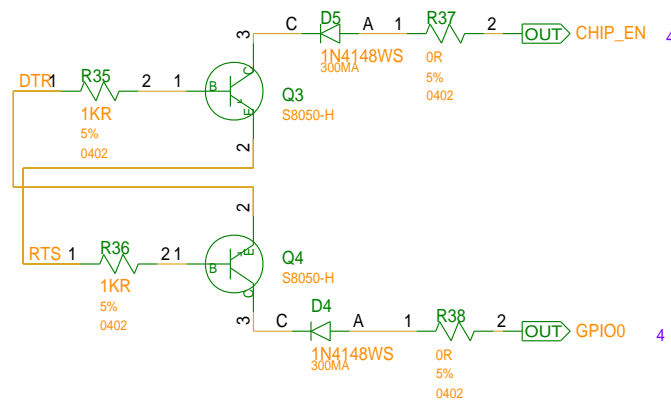 3 C D5 A 1 R37 2 OUT CHIP_EN 4
1N4148WS
300MA
0R
5%
0402
DTR 1 R35 2 1 B C E Q3
1KR
5%
0402
S8050-H
2
2
RTS 1 R36 2 1 B E C Q4
1KR
5%
0402
S8050-H
3 C D4 A 1 R38 2 OUT GPIO0 4
1N4148WS
300MA
0R
5%
0402